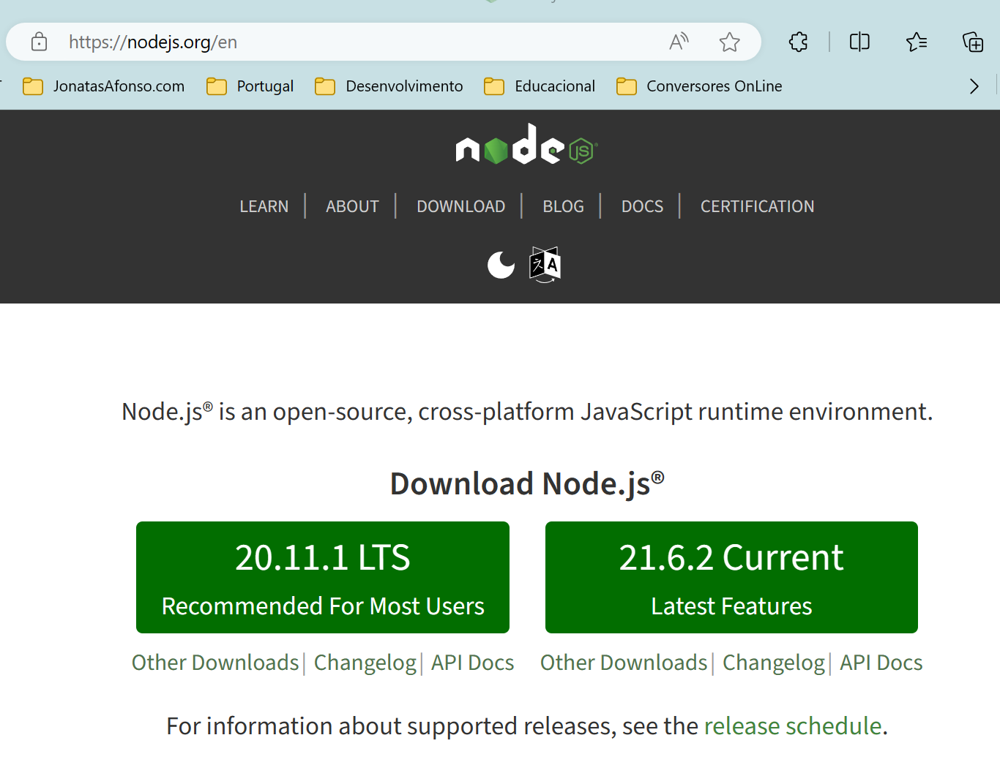 https://nodejs.org/en
JonatasAfonso.com Portugal Desenvolvimento Educacional Conversores OnLine
node JS®
LEARN | ABOUT | DOWNLOAD | BLOG | DOCS | CERTIFICATION
Node.js® is an open-source, cross-platform JavaScript runtime environment.
Download Node.js®
20.11.1 LTS
Recommended For Most Users
Other Downloads | Changelog | API Docs
21.6.2 Current
Latest Features
Other Downloads | Changelog | API Docs
For information about supported releases, see the release schedule.